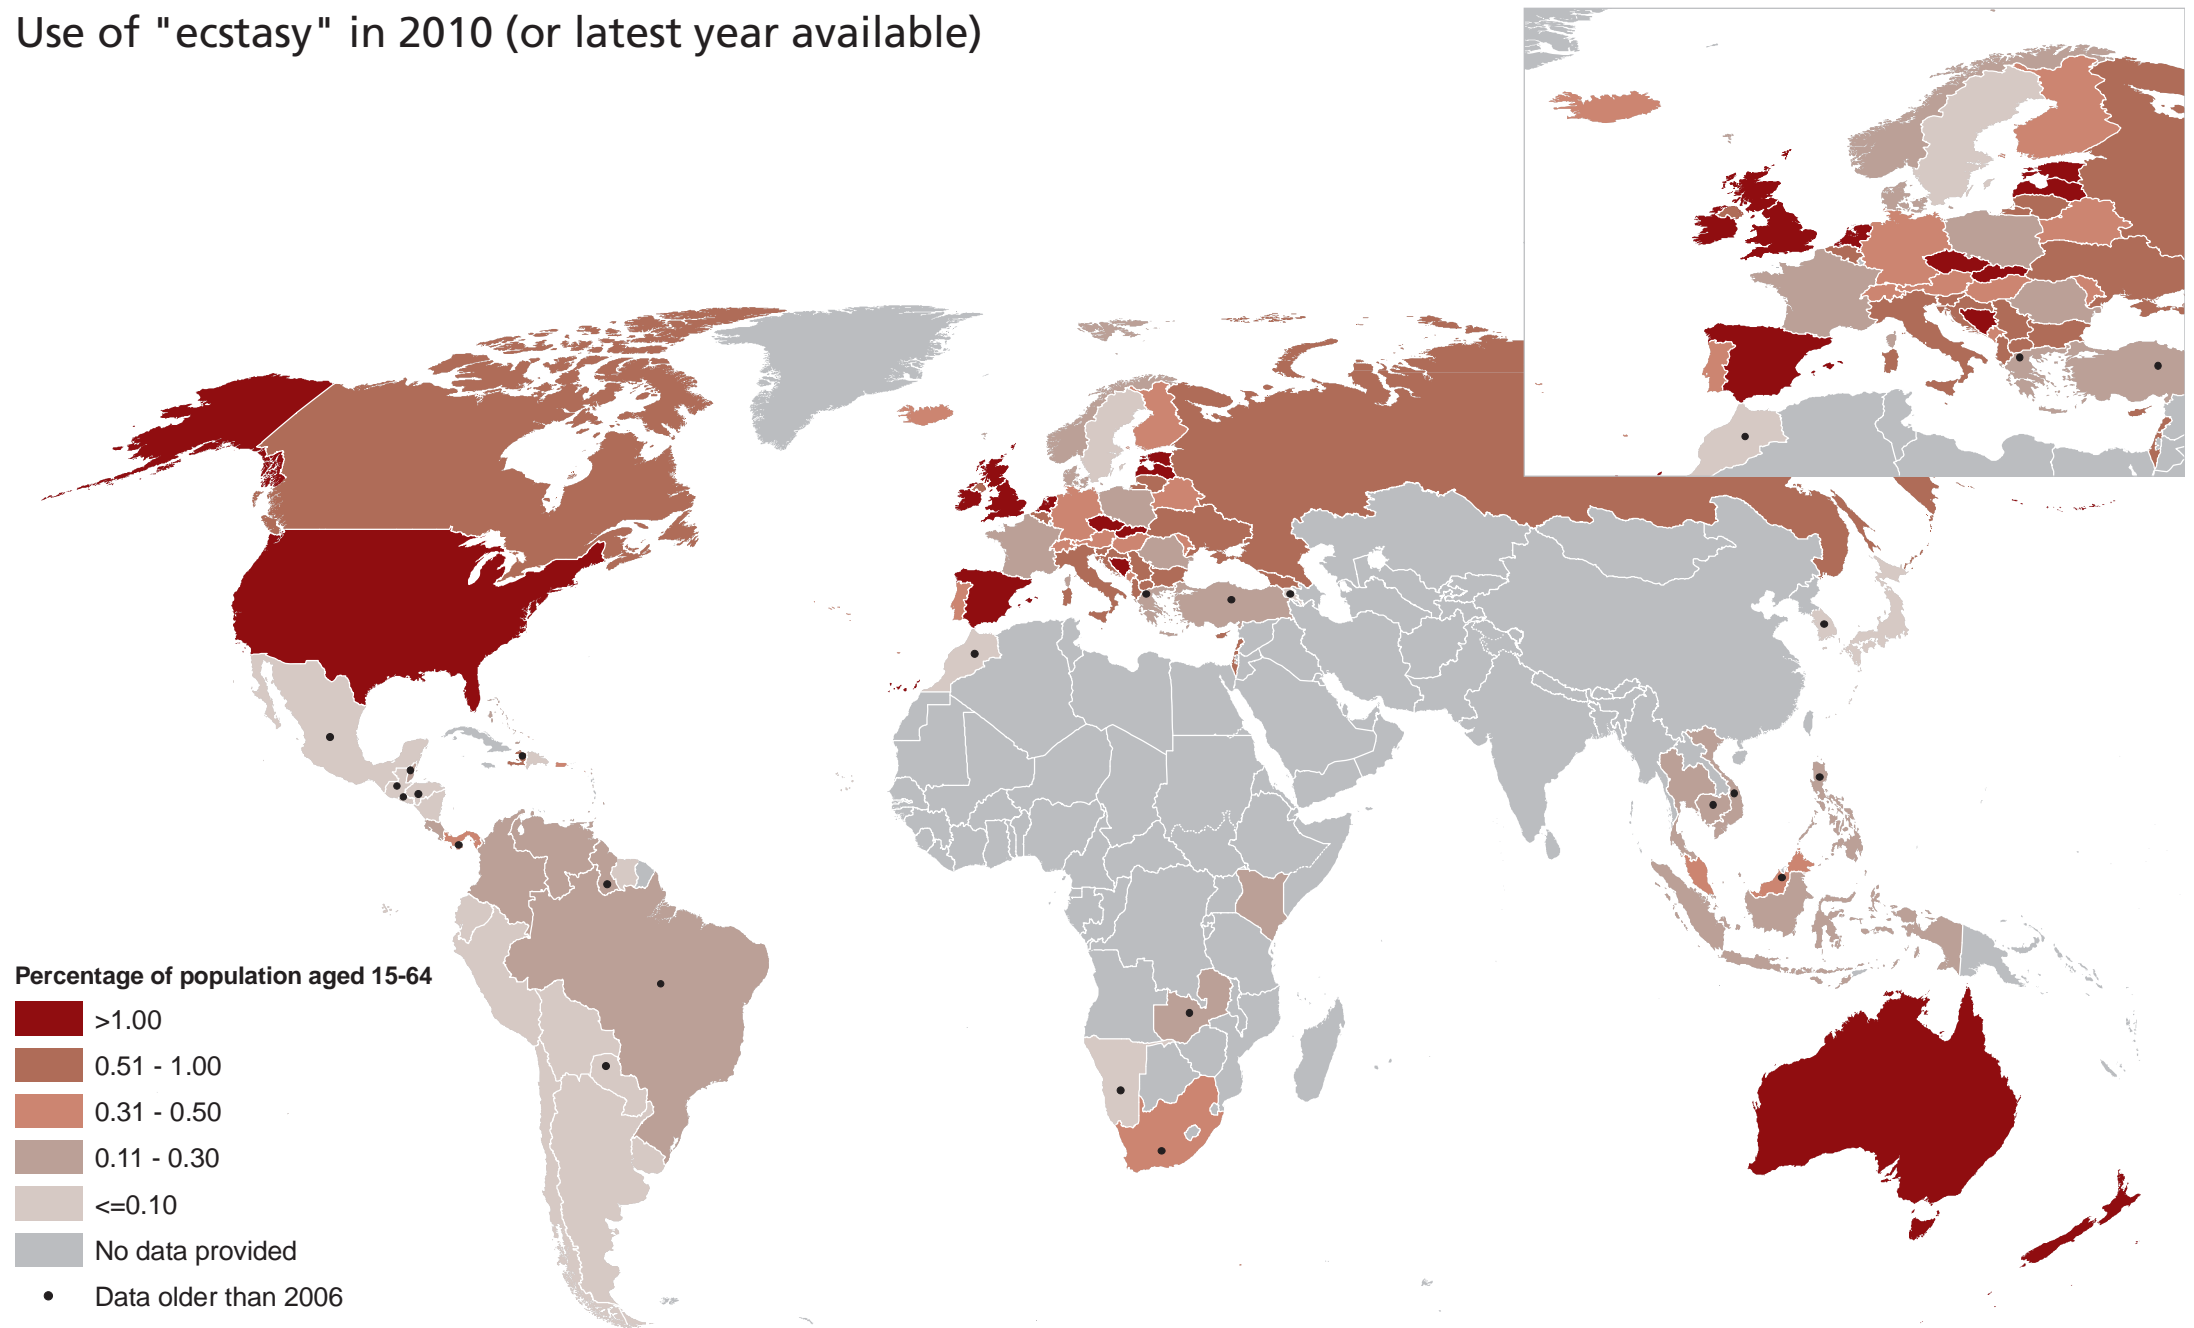 Use of "ecstasy" in 2010 (or latest year available)
Percentage of population aged 15-64
>1.00
0.51 - 1.00
0.31 - 0.50
0.11 - 0.30
<=0.10
No data provided
Data older than 2006